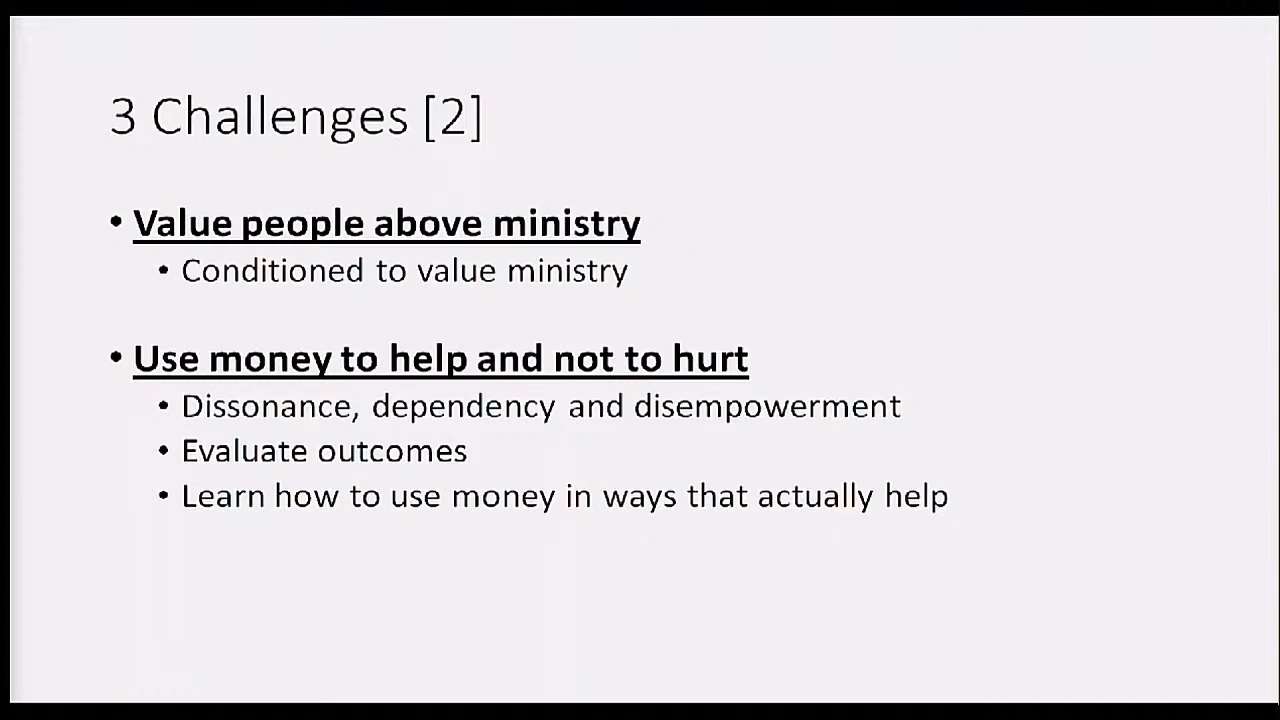 3 Challenges [2]
• Value people above ministry
• Conditioned to value ministry
• Use money to help and not to hurt
• Dissonance, dependency and disempowerment
• Evaluate outcomes
• Learn how to use money in ways that actually help